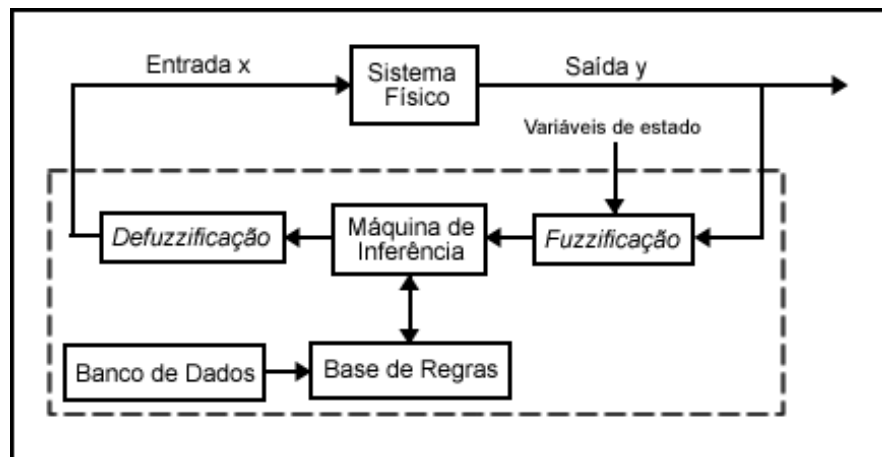 Entrada x
Sistema
Físico
Saída y
Variáveis de estado
Defuzzificação
Máquina de
Inferência
Fuzzificação
Banco de Dados
Base de Regras